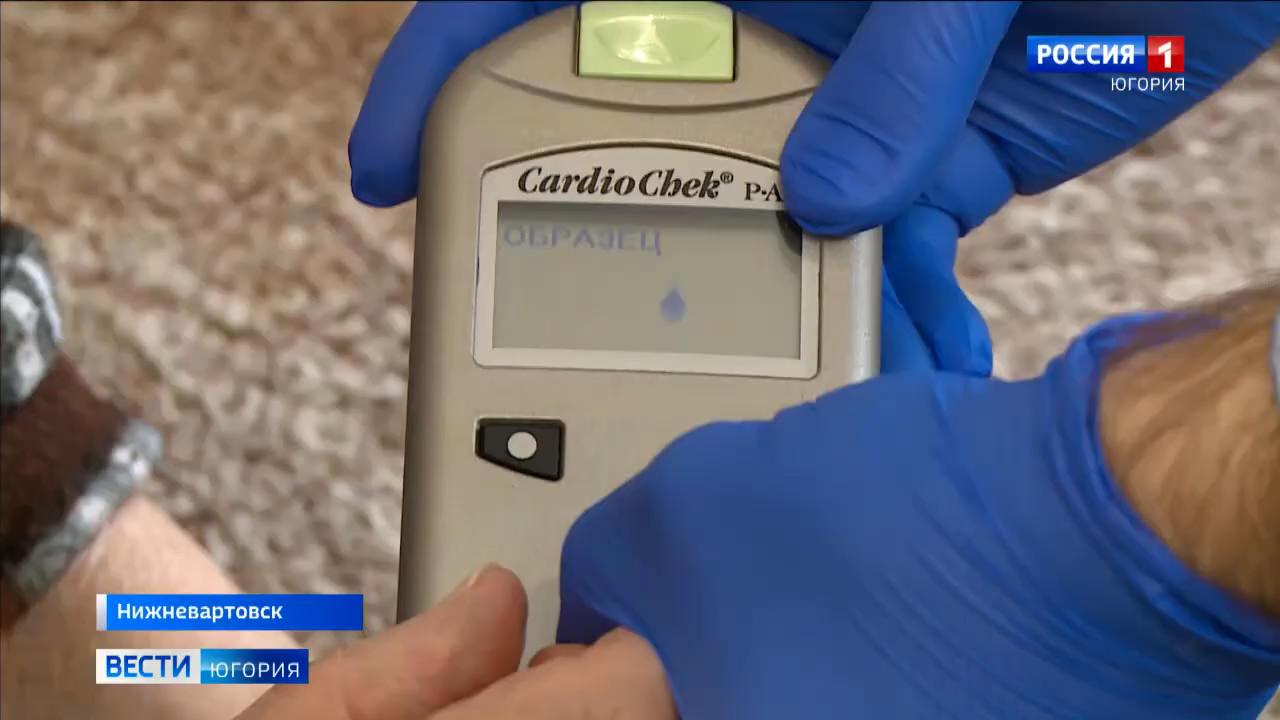 РОССИЯ 1
ЮГОРИЯ
CardioChek® P·A
ОБРАЗЕЦ
Нижневартовск
ВЕСТИ ЮГОРИЯ